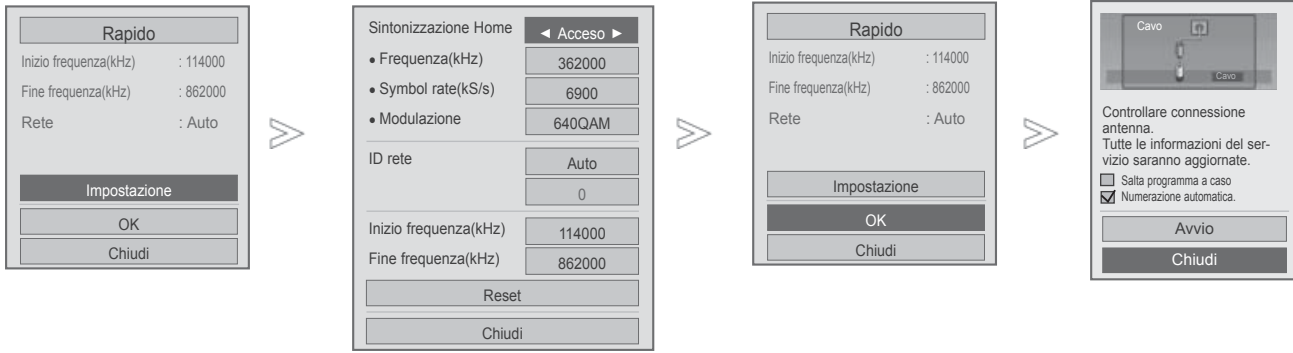 Rapido
Inizio frequenza(kHz) : 114000
Fine frequenza(kHz) : 862000
Rete : Auto
Impostazione
OK
Chiudi
Sintonizzazione Home ◄ Acceso ►
• Frequenza(kHz) 362000
• Symbol rate(kS/s) 6900
• Modulazione 640QAM
ID rete Auto
0
Inizio frequenza(kHz) 114000
Fine frequenza(kHz) 862000
Reset
Chiudi
Rapido
Inizio frequenza(kHz) : 114000
Fine frequenza(kHz) : 862000
Rete : Auto
Impostazione
OK
Chiudi
Cavo
Cavo
Controllare connessione
antenna.
Tutte le informazioni del ser-
vizio saranno aggiornate.
Salta programma a caso
Numerazione automatica.
Avvio
Chiudi